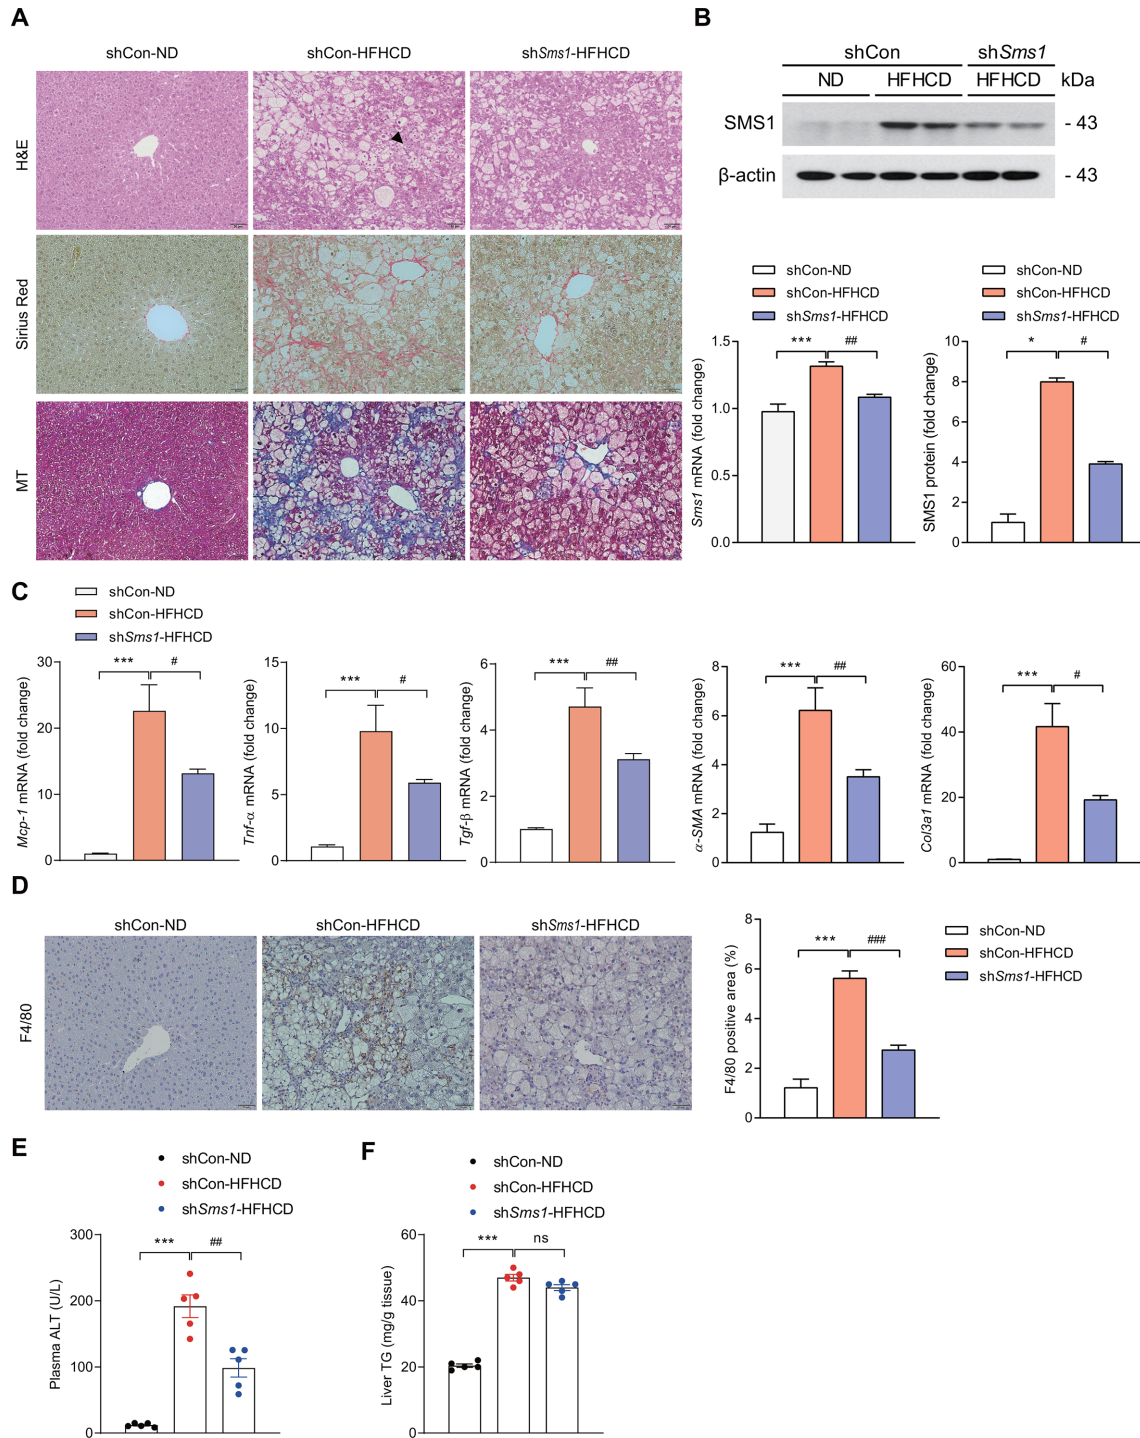 A
shCon-ND
shCon-HFHCD
shSms1-HFHCD
H&E
Sirius Red
MT
B
shCon
shSms1
ND
HFHCD
HFHCD
kDa
SMS1
- 43
β-actin
- 43
shCon-ND
shCon-HFHCD
shSms1-HFHCD
Sms1 mRNA (fold change)
1.5
1.0
0.5
0.0
***
##
shCon-ND
shCon-HFHCD
shSms1-HFHCD
SMS1 protein (fold change)
10
8
6
4
2
0
*
#
C
shCon-ND
shCon-HFHCD
shSms1-HFHCD
Mcp-1 mRNA (fold change)
30
20
10
0
***
#
Tnf-α mRNA (fold change)
15
10
5
0
***
#
Tgf-β mRNA (fold change)
6
4
2
0
***
##
α-SMA mRNA (fold change)
8
6
4
2
0
***
##
Col3a1 mRNA (fold change)
60
40
20
0
***
#
D
shCon-ND
shCon-HFHCD
shSms1-HFHCD
F4/80
F4/80 positive area (%)
8
6
4
2
0
***
###
shCon-ND
shCon-HFHCD
shSms1-HFHCD
E
shCon-ND
shCon-HFHCD
shSms1-HFHCD
Plasma ALT (U/L)
300
200
100
0
***
##
F
shCon-ND
shCon-HFHCD
shSms1-HFHCD
Liver TG (mg/g tissue)
60
40
20
0
***
ns